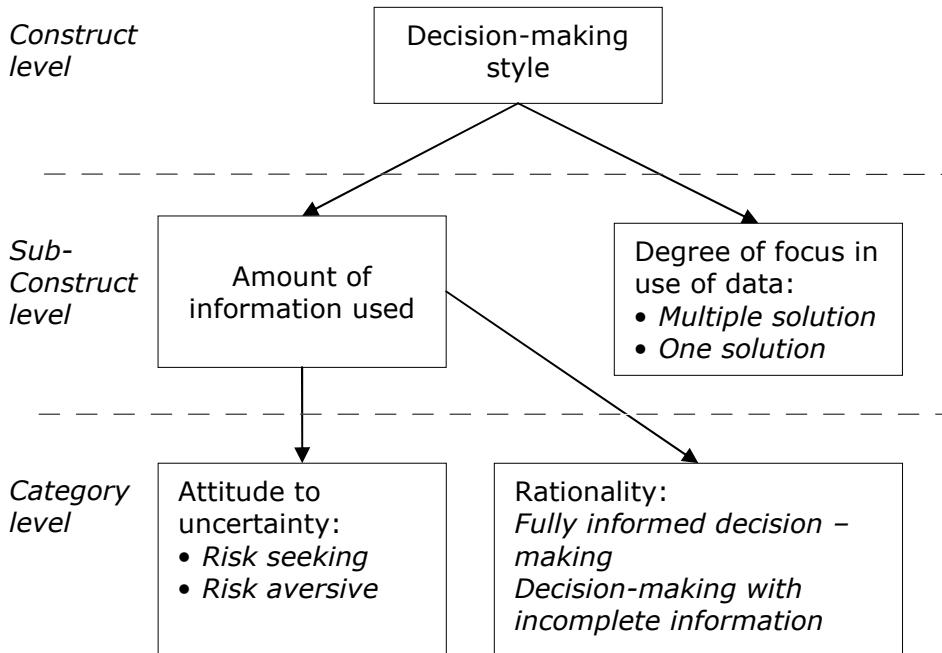 Construct
level
Decision-making
style
Sub-
Construct
level
Amount of
information used
Degree of focus in
use of data:
• Multiple solution
• One solution
Category
level
Attitude to
uncertainty:
• Risk seeking
• Risk aversive
Rationality:
Fully informed decision –
making
Decision-making with
incomplete information